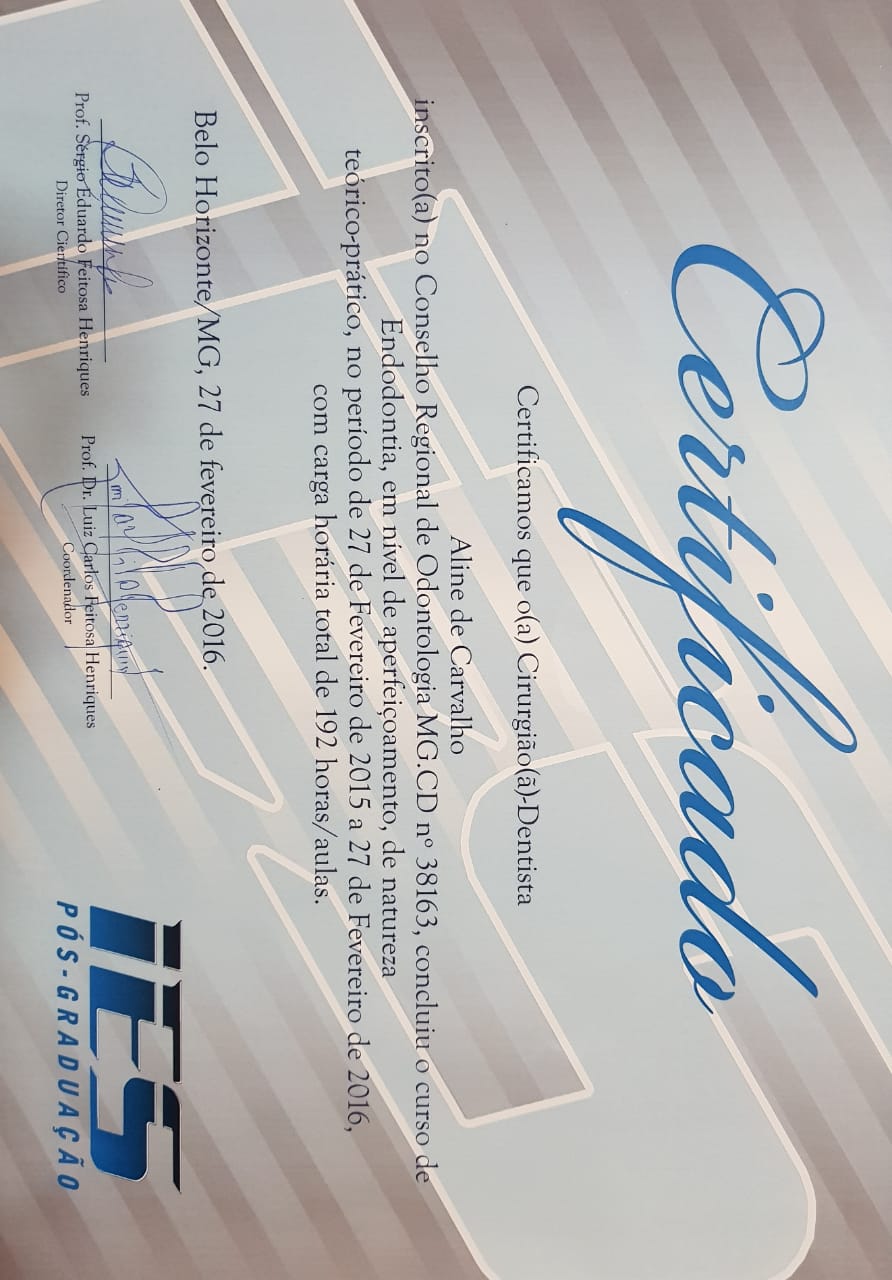 Certificado
Certificamos que o(a) Cirurgião(ã)-Dentista
Aline de Carvalho
inscrito(a) no Conselho Regional de Odontologia MG.CD nº 38163, concluiu o curso de
Endodontia, em nível de aperfeiçoamento, de natureza
teórico-prático, no período de 27 de Fevereiro de 2015 a 27 de Fevereiro de 2016,
com carga horária total de 192 horas/aulas.
Belo Horizonte/MG, 27 de fevereiro de 2016.
Prof. Sérgio Eduardo Feitosa Henriques
Diretor Científico
Prof. Dr. Luiz Carlos Feitosa Henriques
Coordenador
IES
PÓS-GRADUAÇÃO